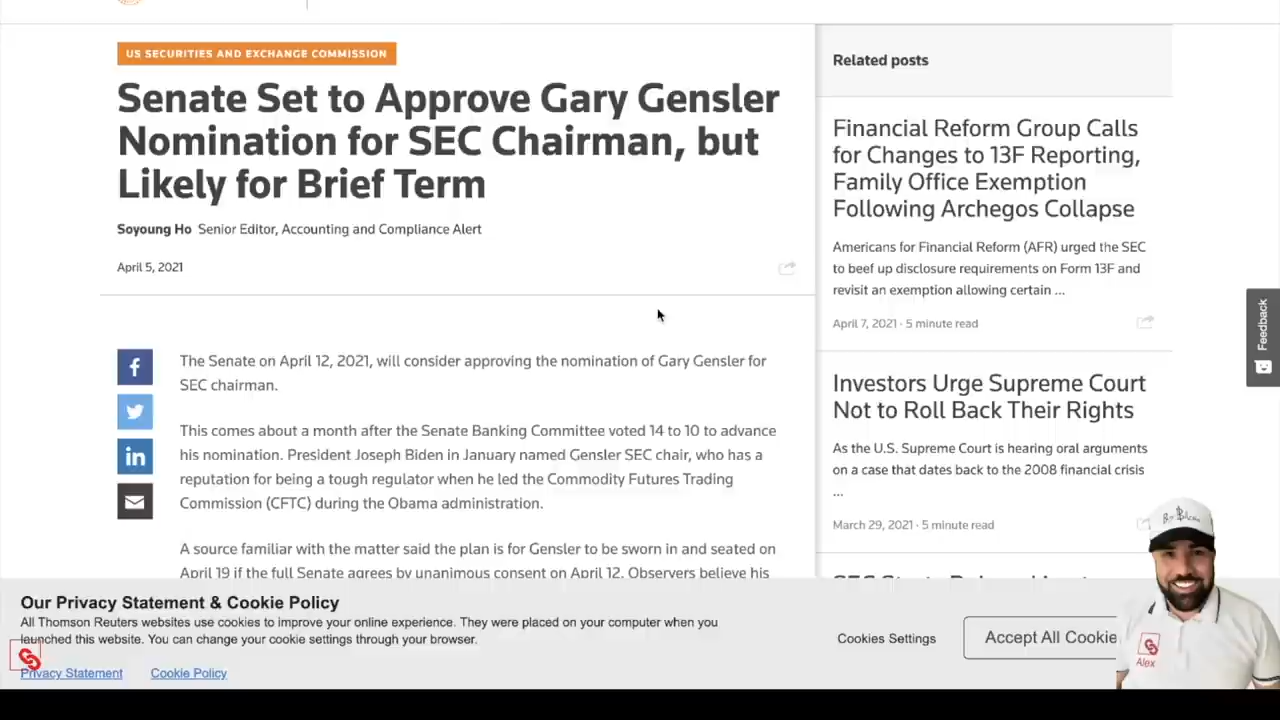 US SECURITIES AND EXCHANGE COMMISSION
Senate Set to Approve Gary Gensler
Nomination for SEC Chairman, but
Likely for Brief Term
Soyoung Ho Senior Editor, Accounting and Compliance Alert
April 5, 2021
The Senate on April 12, 2021, will consider approving the nomination of Gary Gensler for
SEC chairman.
This comes about a month after the Senate Banking Committee voted 14 to 10 to advance
his nomination. President Joseph Biden in January named Gensler SEC chair, who has a
reputation for being a tough regulator when he led the Commodity Futures Trading
Commission (CFTC) during the Obama administration.
A source familiar with the matter said the plan is for Gensler to be sworn in and seated on
April 19 if the full Senate agrees by unanimous consent on April 12. Observers believe his
Related posts
Financial Reform Group Calls
for Changes to 13F Reporting,
Family Office Exemption
Following Archegos Collapse
Americans for Financial Reform (AFR) urged the SEC
to beef up disclosure requirements on Form 13F and
revisit an exemption allowing certain ...
April 7, 2021 · 5 minute read
Investors Urge Supreme Court
Not to Roll Back Their Rights
As the U.S. Supreme Court is hearing oral arguments
on a case that dates back to the 2008 financial crisis
...
March 29, 2021 · 5 minute read
Feedback
Our Privacy Statement & Cookie Policy
All Thomson Reuters websites use cookies to improve your online experience. They were placed on your computer when you
launched this website. You can change your cookie settings through your browser.
Privacy Statement Cookie Policy
Cookies Settings
Accept All Cookie
Alex